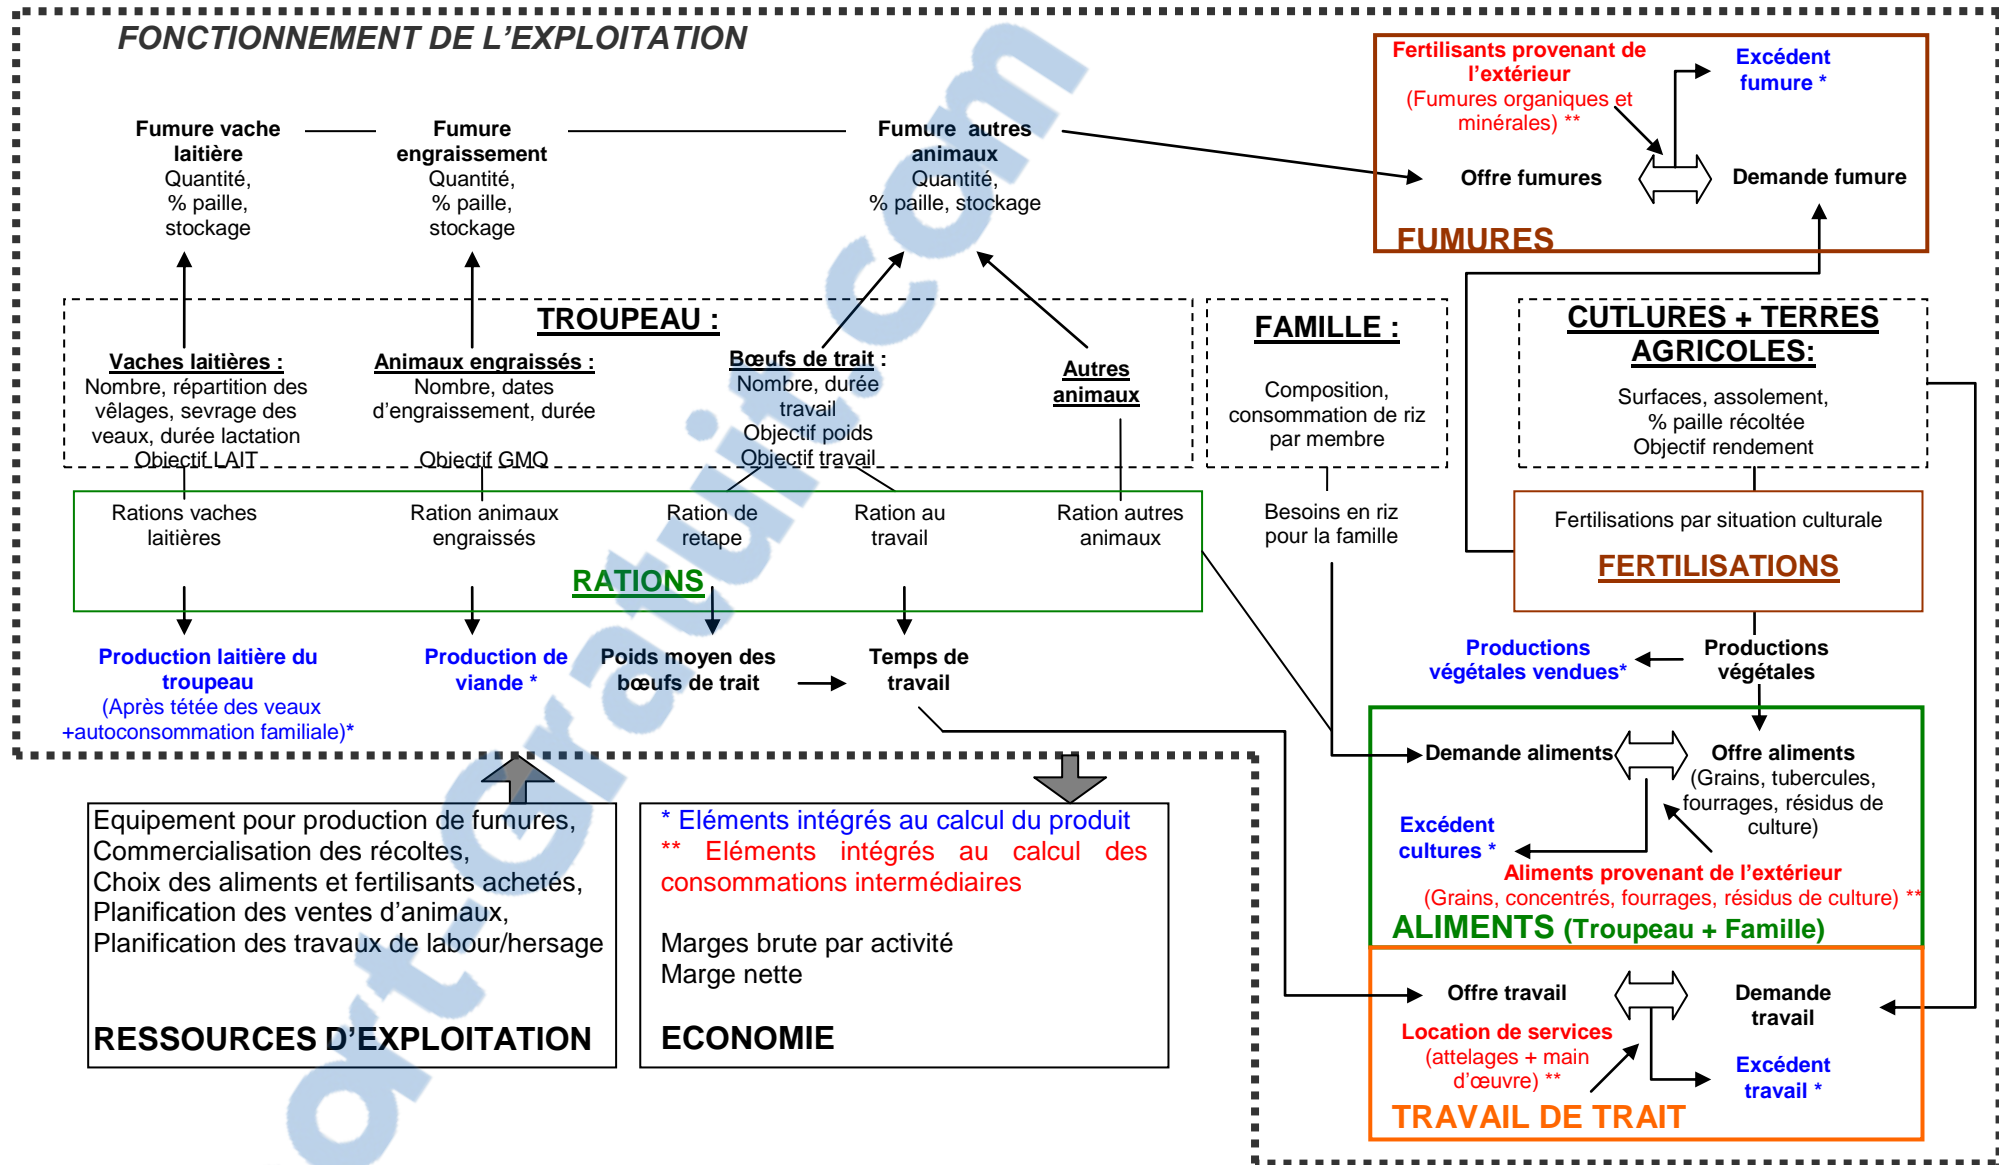 FONCTIONNEMENT DE L'EXPLOITATION
Fumure vache
laitière
Quantité,
% paille,
stockage
Fumure
engraissement
Quantité,
% paille,
stockage
Fumure autres
animaux
Quantité,
% paille, stockage
Fertilisants provenant de
l'extérieur
(Fumures organiques et
minérales) **
Excédent
fumure *
Offre fumures
Demande fumure
FUMURES
TROUPEAU :
Vaches laitières :
Nombre, répartition des
vêlages, sevrage des
veaux, durée lactation
Objectif LAIT
Animaux engraissés :
Nombre, dates
d'engraissement, durée
Objectif GMQ
Bœufs de trait :
Nombre, durée
travail
Objectif poids
Objectif travail
Autres
animaux
FAMILLE :
Composition,
consommation de riz
par membre
CUTLURES + TERRES
AGRICOLES:
Surfaces, assolement,
% paille récoltée
Objectif rendement
Rations vaches
laitières
Ration animaux
engraissés
Ration de
retape
Ration au
travail
Ration autres
animaux
RATIONS
Besoins en riz
pour la famille
Fertilisations par situation culturale
FERTILISATIONS
Production laitière du
troupeau
(Après tétée des veaux
+autoconsommation familiale)*
Production de
viande *
Poids moyen des
bœufs de trait
Temps de
travail
Productions
végétales vendues*
Productions
végétales
Demande aliments
Offre aliments
(Grains, tubercules,
fourrages, résidus de
culture)
Excédent
cultures *
Aliments provenant de l'extérieur
(Grains, concentrés, fourrages, résidus de culture) **
ALIMENTS (Troupeau + Famille)
Offre travail
Demande
travail
Location de services
(attelages + main
d'œuvre) **
Excédent
travail *
TRAVAIL DE TRAIT
Equipement pour production de fumures,
Commercialisation des récoltes,
Choix des aliments et fertilisants achetés,
Planification des ventes d'animaux,
Planification des travaux de labour/hersage
RESSOURCES D'EXPLOITATION
* Eléments intégrés au calcul du produit
** Eléments intégrés au calcul des
consommations intermédiaires
Marges brute par activité
Marge nette
ECONOMIE
ort-Gratuit.com